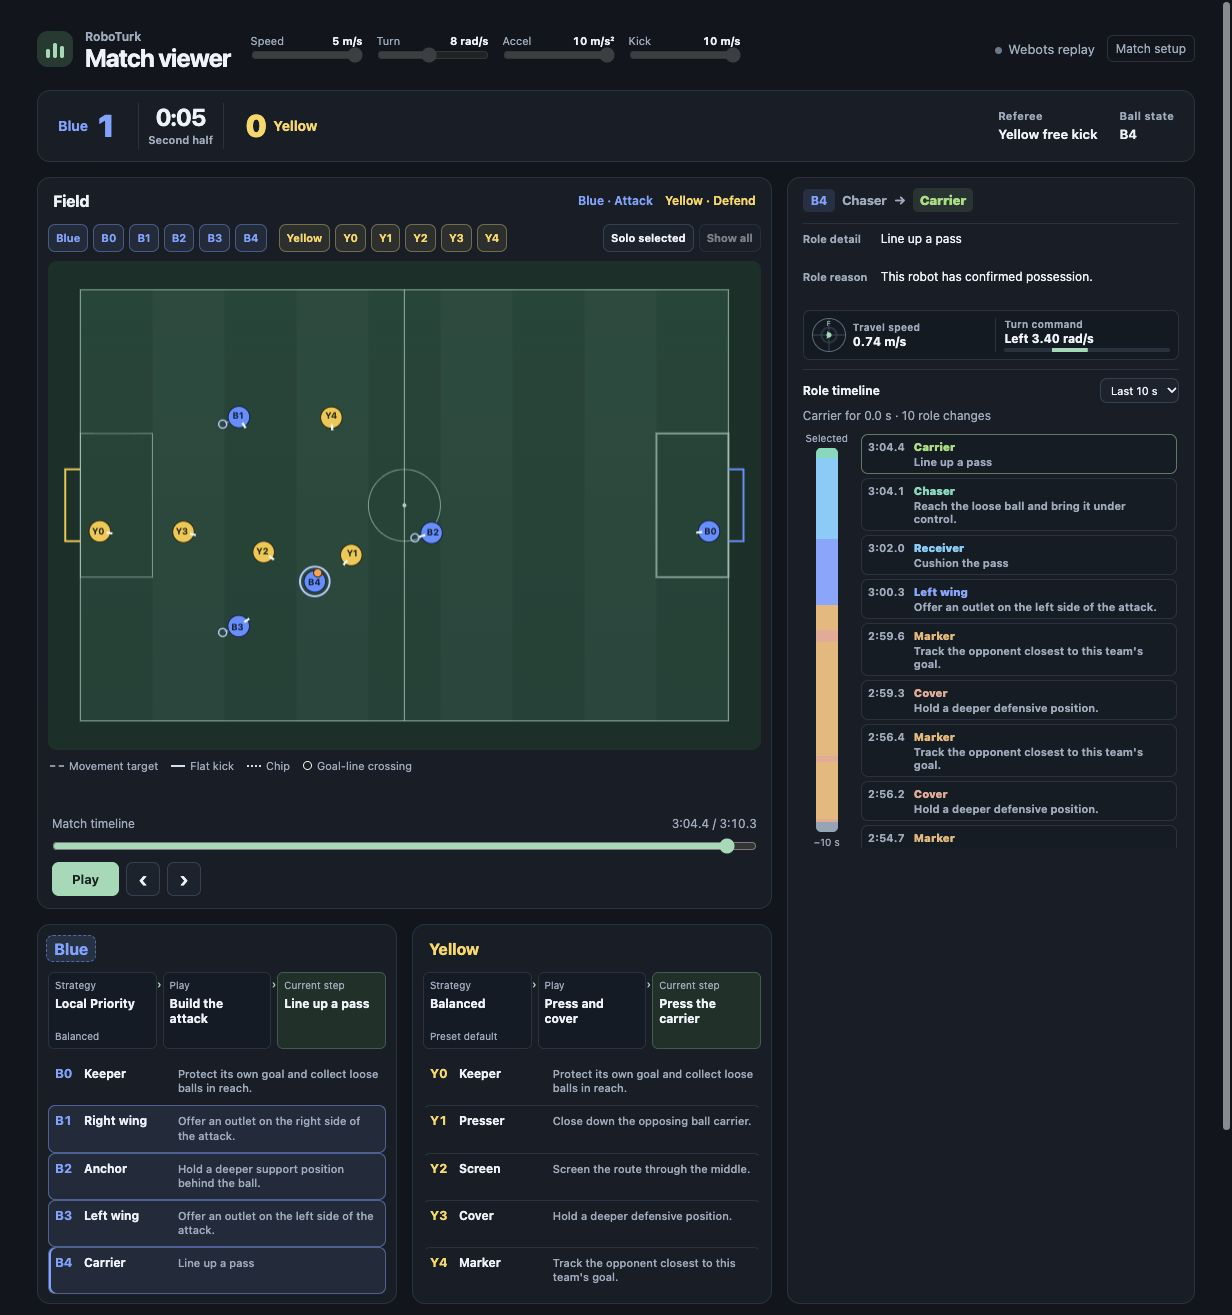 RoboTurk
Match viewer
Speed 5 m/s Turn 8 rad/s Accel 10 m/s² Kick 10 m/s
Webots replay Match setup
Blue 1
0:05
Second half
0 Yellow
Referee
Yellow free kick
Ball state
B4
Field
Blue · Attack Yellow · Defend
Blue B0 B1 B2 B3 B4 Yellow Y0 Y1 Y2 Y3 Y4 Solo selected Show all
B1 Y4
Y0 Y3 B2 B0
Y2 Y1
B4
B3
Movement target Flat kick Chip Goal-line crossing
Match timeline 3:04.4 / 3:10.3
Play ‹ ›
B4 Chaser → Carrier
Role detail Line up a pass
Role reason This robot has confirmed possession.
F
Travel speed
0.74 m/s
Turn command
Left 3.40 rad/s
Role timeline Last 10 s
Carrier for 0.0 s · 10 role changes
Selected
3:04.4 Carrier
Line up a pass
3:04.1 Chaser
Reach the loose ball and bring it under
control.
3:02.0 Receiver
Cushion the pass
3:00.3 Left wing
Offer an outlet on the left side of the attack.
2:59.6 Marker
Track the opponent closest to this team's
goal.
2:59.3 Cover
Hold a deeper defensive position.
2:56.4 Marker
Track the opponent closest to this team's
goal.
2:56.2 Cover
Hold a deeper defensive position.
2:54.7 Marker
−10 s
Blue
Strategy
Local Priority
Balanced
›
Play
Build the
attack
›
Current step
Line up a pass
B0 Keeper Protect its own goal and collect loose
balls in reach.
B1 Right wing Offer an outlet on the right side of
the attack.
B2 Anchor Hold a deeper support position
behind the ball.
B3 Left wing Offer an outlet on the left side of the
attack.
B4 Carrier Line up a pass
Yellow
Strategy
Balanced
Preset default
›
Play
Press and
cover
›
Current step
Press the
carrier
Y0 Keeper Protect its own goal and collect loose
balls in reach.
Y1 Presser Close down the opposing ball carrier.
Y2 Screen Screen the route through the middle.
Y3 Cover Hold a deeper defensive position.
Y4 Marker Track the opponent closest to this
team's goal.